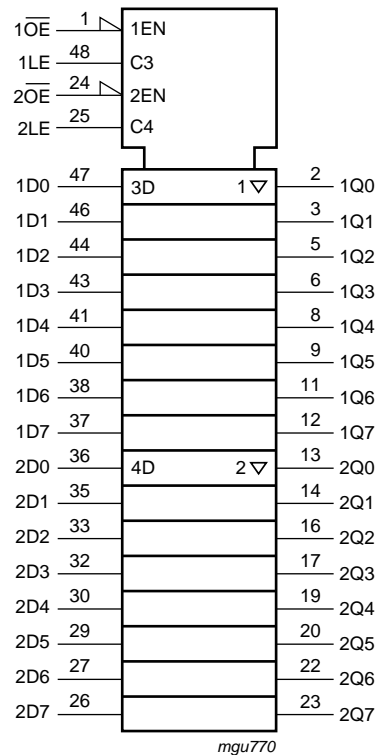 1O̅E̅ 1 1EN
1LE 48 C3
2O̅E̅ 24 2EN
2LE 25 C4
1D0 47 3D 1▽ 2 1Q0
1D1 46 3 1Q1
1D2 44 5 1Q2
1D3 43 6 1Q3
1D4 41 8 1Q4
1D5 40 9 1Q5
1D6 38 11 1Q6
1D7 37 12 1Q7
2D0 36 4D 2▽ 13 2Q0
2D1 35 14 2Q1
2D2 33 16 2Q2
2D3 32 17 2Q3
2D4 30 19 2Q4
2D5 29 20 2Q5
2D6 27 22 2Q6
2D7 26 23 2Q7
mgu770